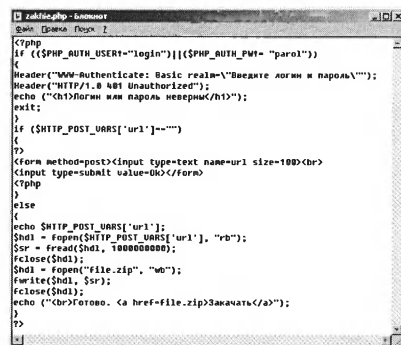 zakhie.php - Блокнот
Файл Правка Поиск ?
<?php
if (($PHP_AUTH_USER!="login")||($PHP_AUTH_PW!= "parol"))
{
Header("WWW-Authenticate: Basic realm=\"Введите логин и пароль\"");
Header("HTTP/1.0 401 Unauthorized");
echo ("<h1>Логин или пароль неверны</h1>");
exit;
}
if ($HTTP_POST_VARS['url']=="")
{
?>
<form method=post><input type=text name=url size=100><br>
<input type=submit value=Ok></form>
<?php
}
else
{
echo $HTTP_POST_VARS['url'];
$hdl = fopen($HTTP_POST_VARS['url'], "rb");
$sr = fread($hdl, 1000000000);
fclose($hdl);
$hdl = fopen("file.zip", "wb");
fwrite($hdl, $sr);
fclose($hdl);
echo ("<br>Готово. <a href=file.zip>Закачать</a>");
}
?>